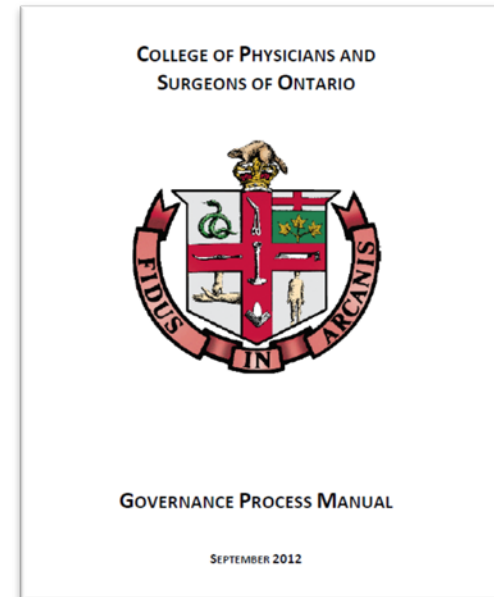 COLLEGE OF PHYSICIANS AND
SURGEONS OF ONTARIO
FIDUS IN ARCANIS
GOVERNANCE PROCESS MANUAL
SEPTEMBER 2012